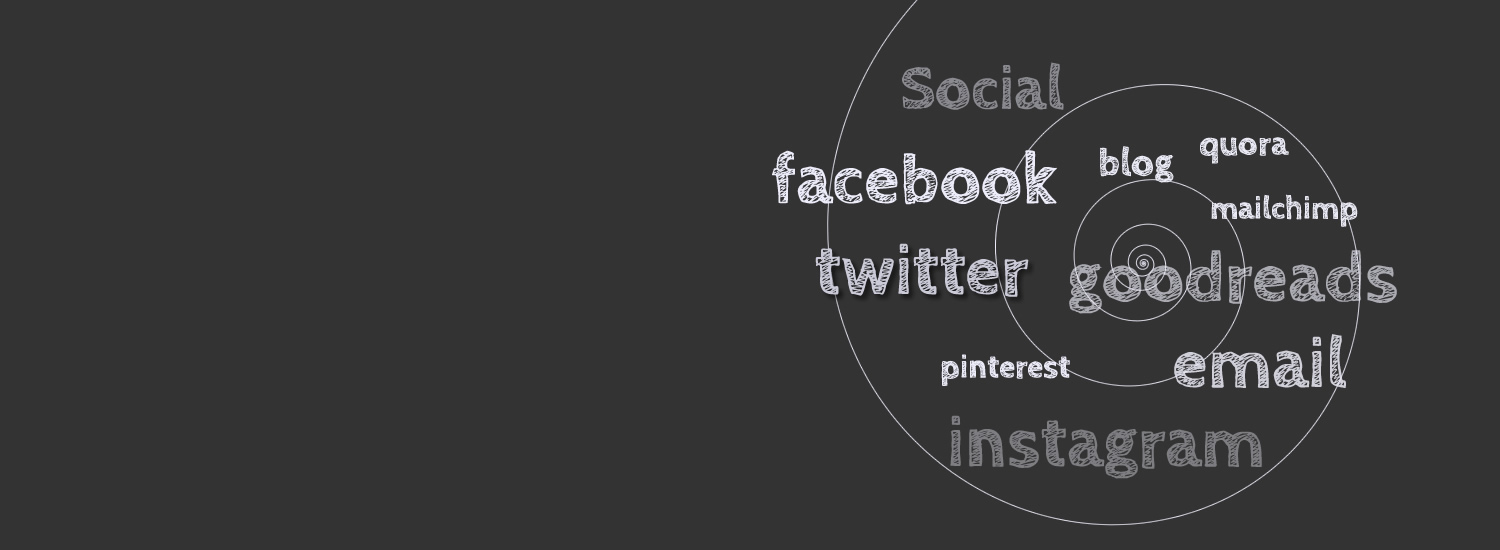 Social
quora
blog
facebook
mailchimp
twitter
goodreads
pinterest
email
instagram